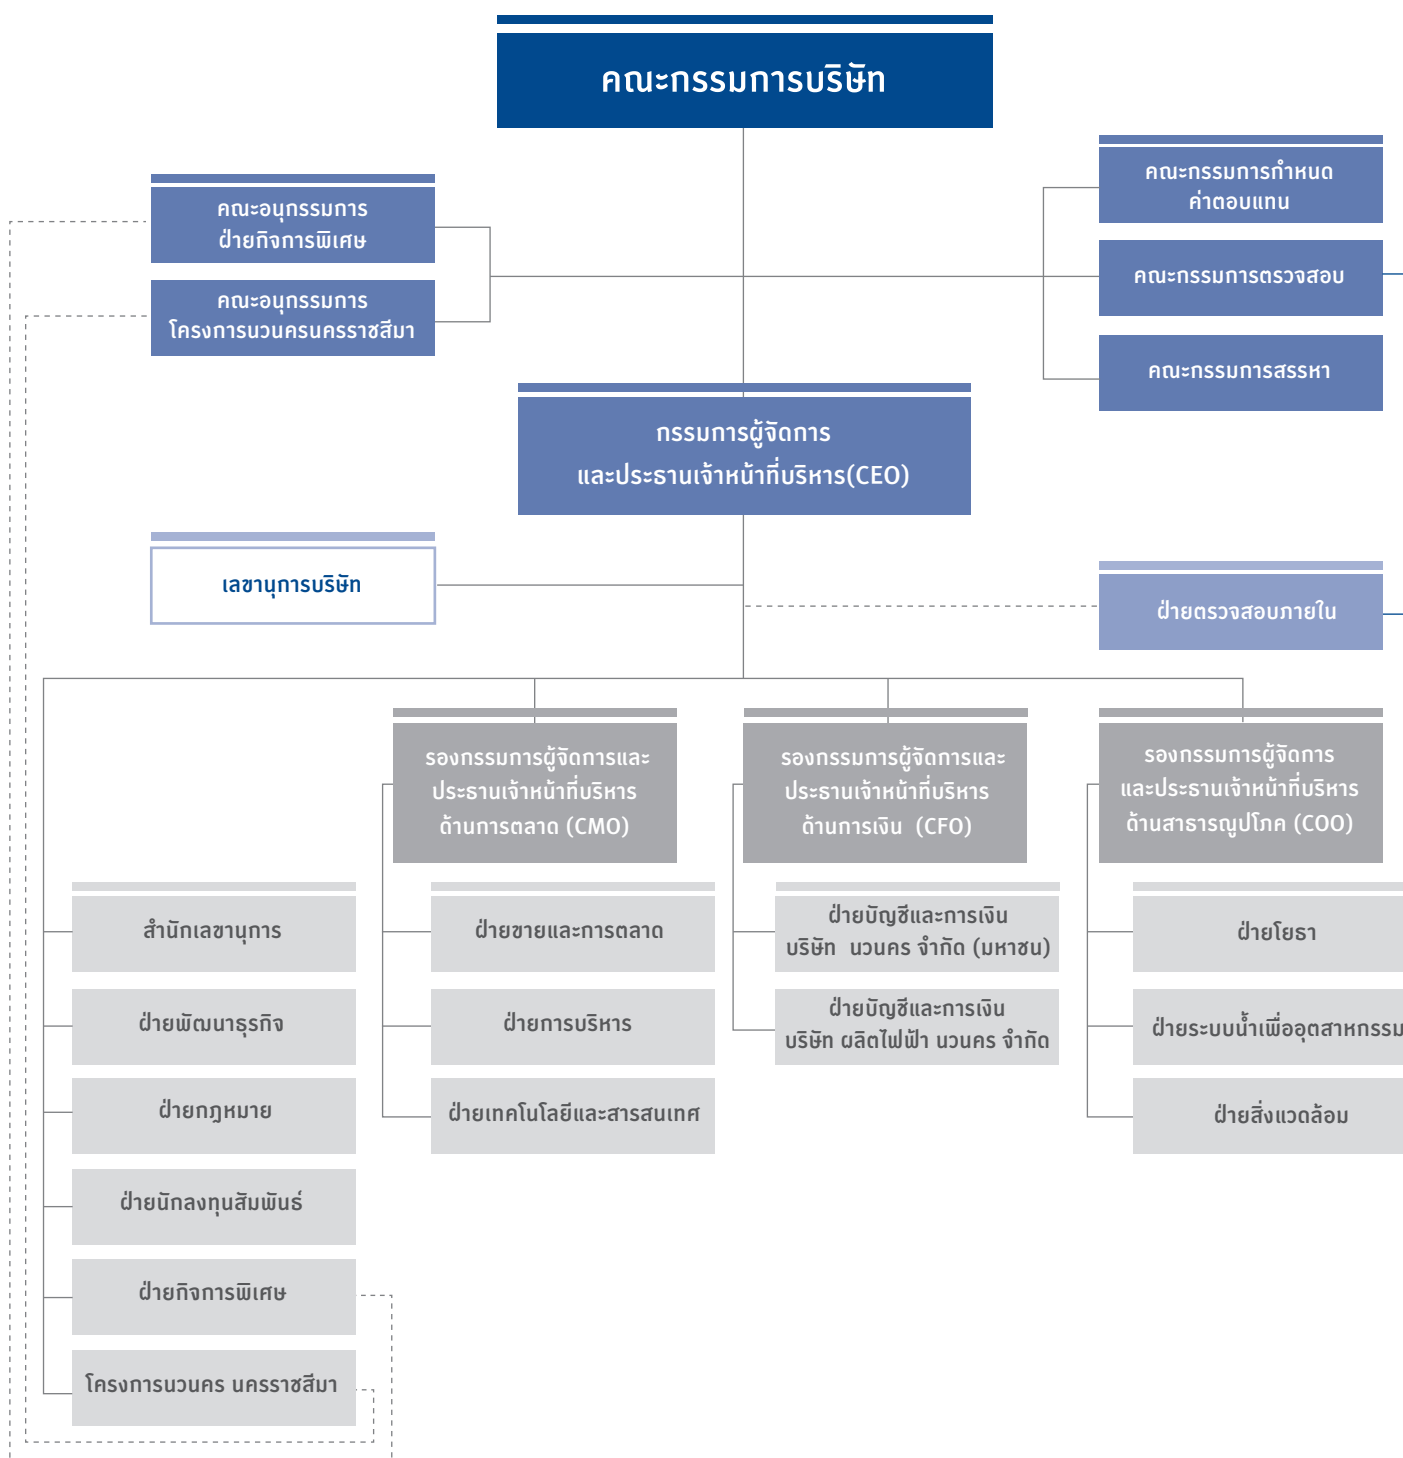 คณะกรรมการบริษัท
คณะกรรมการกำหนด
ค่าตอบแทน
คณะอนุกรรมการ
ฝ่ายกิจการพิเศษ
คณะกรรมการตรวจสอบ
คณะอนุกรรมการ
โครงการนวนครนครราชสีมา
คณะกรรมการสรรหา
กรรมการผู้จัดการ
และประธานเจ้าหน้าที่บริหาร(CEO)
เลขานุการบริษัท
ฝ่ายตรวจสอบภายใน
รองกรรมการผู้จัดการและ
ประธานเจ้าหน้าที่บริหาร
ด้านการตลาด (CMO)
รองกรรมการผู้จัดการและ
ประธานเจ้าหน้าที่บริหาร
ด้านการเงิน (CFO)
รองกรรมการผู้จัดการ
และประธานเจ้าหน้าที่บริหาร
ด้านสาธารณูปโภค (COO)
สำนักเลขานุการ
ฝ่ายพัฒนาธุรกิจ
ฝ่ายกฎหมาย
ฝ่ายนักลงทุนสัมพันธ์
ฝ่ายกิจการพิเศษ
โครงการนวนคร นครราชสีมา
ฝ่ายขายและการตลาด
ฝ่ายการบริหาร
ฝ่ายเทคโนโลยีและสารสนเทศ
ฝ่ายบัญชีและการเงิน
บริษัท นวนคร จำกัด (มหาชน)
ฝ่ายบัญชีและการเงิน
บริษัท ผลิตไฟฟ้า นวนคร จำกัด
ฝ่ายโยธา
ฝ่ายระบบน้ำเพื่ออุตสาหกรรม
ฝ่ายสิ่งแวดล้อม